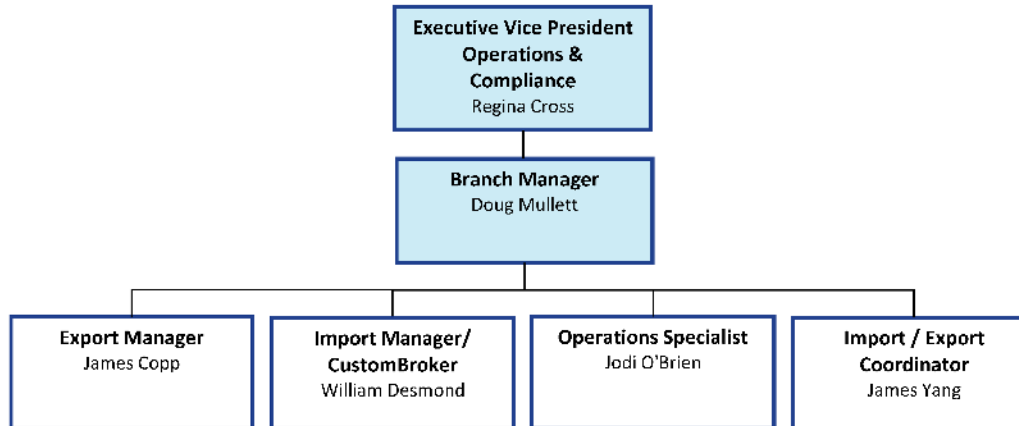 Executive Vice President
Operations &
Compliance
Regina Cross
Branch Manager
Doug Mullett
Export Manager
James Copp
Import Manager/
CustomBroker
William Desmond
Operations Specialist
Jodi O'Brien
Import / Export
Coordinator
James Yang